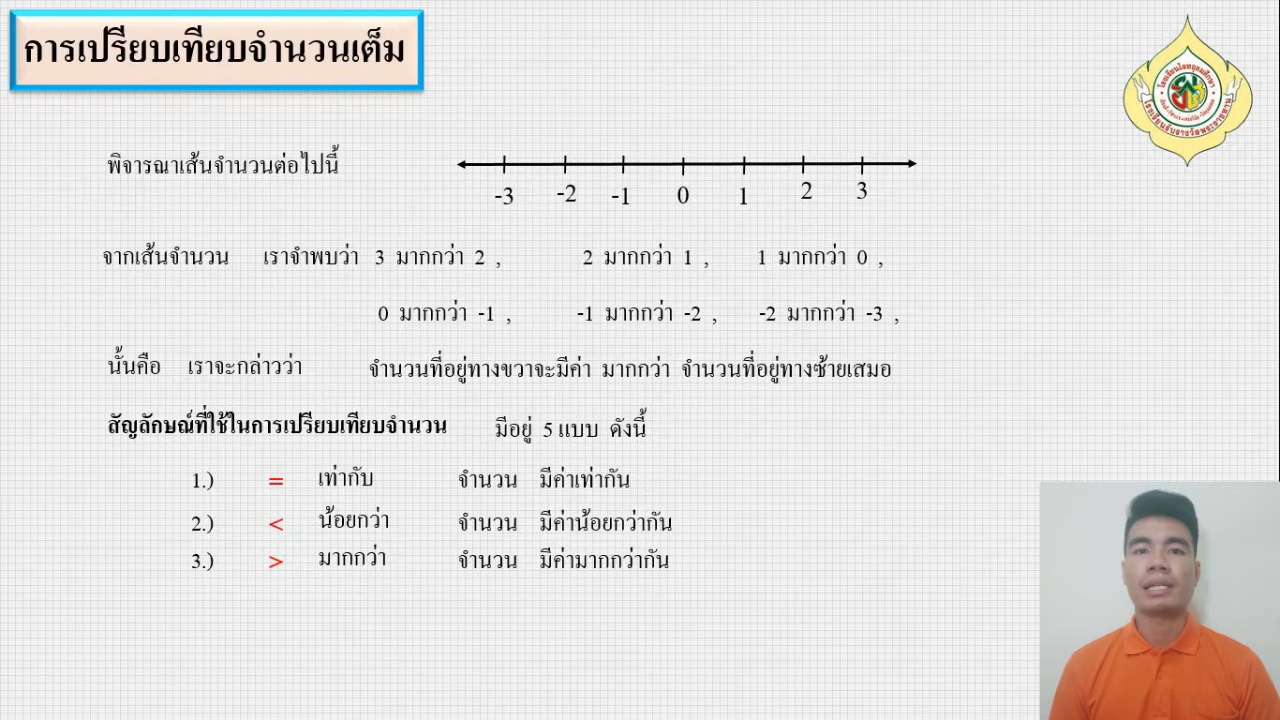 การเปรียบเทียบจำนวนเต็ม
พิจารณาเส้นจำนวนต่อไปนี้
-3 -2 -1 0 1 2 3
จากเส้นจำนวน เราจำพบว่า 3 มากกว่า 2 , 2 มากกว่า 1 , 1 มากกว่า 0 ,
0 มากกว่า -1 , -1 มากกว่า -2 , -2 มากกว่า -3 ,
นั้นคือ เราจะกล่าวว่า จำนวนที่อยู่ทางขวาจะมีค่า มากกว่า จำนวนที่อยู่ทางซ้ายเสมอ
สัญลักษณ์ที่ใช้ในการเปรียบเทียบจำนวน มีอยู่ 5 แบบ ดังนี้
1.) = เท่ากับ จำนวน มีค่าเท่ากัน
2.) < น้อยกว่า จำนวน มีค่าน้อยกว่ากัน
3.) > มากกว่า จำนวน มีค่ามากกว่ากัน